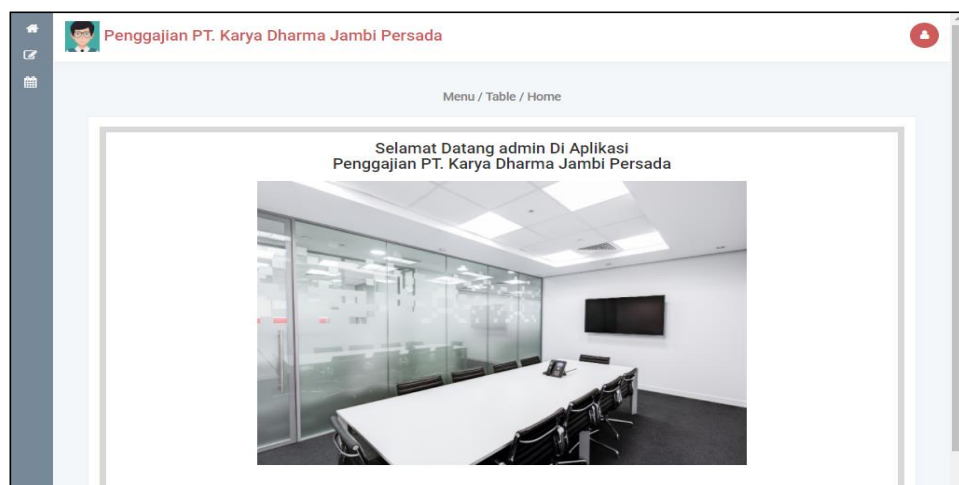 Penggajian PT. Karya Dharma Jambi Persada
Menu / Table / Home
Selamat Datang admin Di Aplikasi
Penggajian PT. Karya Dharma Jambi Persada